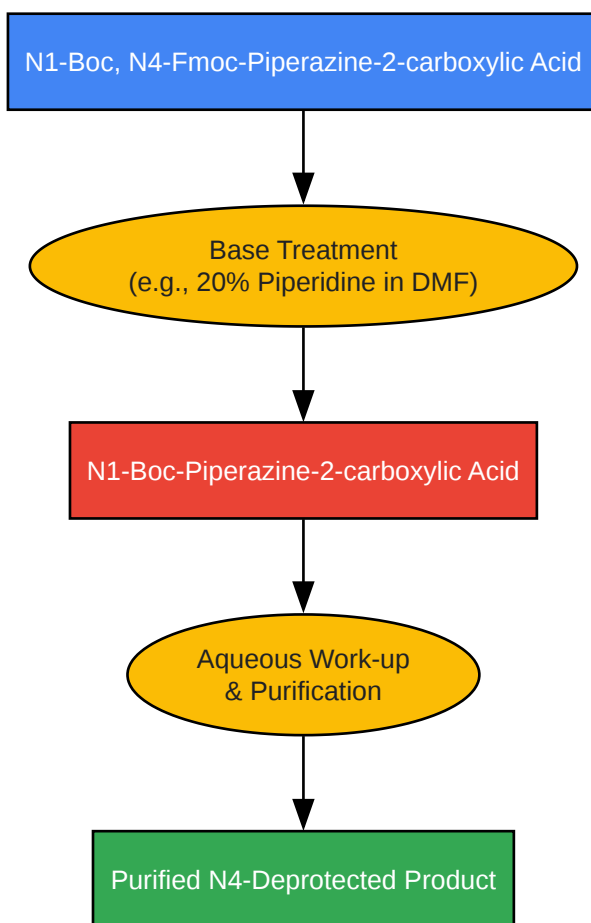 N1-Boc, N4-Fmoc-Piperazine-2-carboxylic Acid
Base Treatment
(e.g., 20% Piperidine in DMF)
N1-Boc-Piperazine-2-carboxylic Acid
Aqueous Work-up
& Purification
Purified N4-Deprotected Product